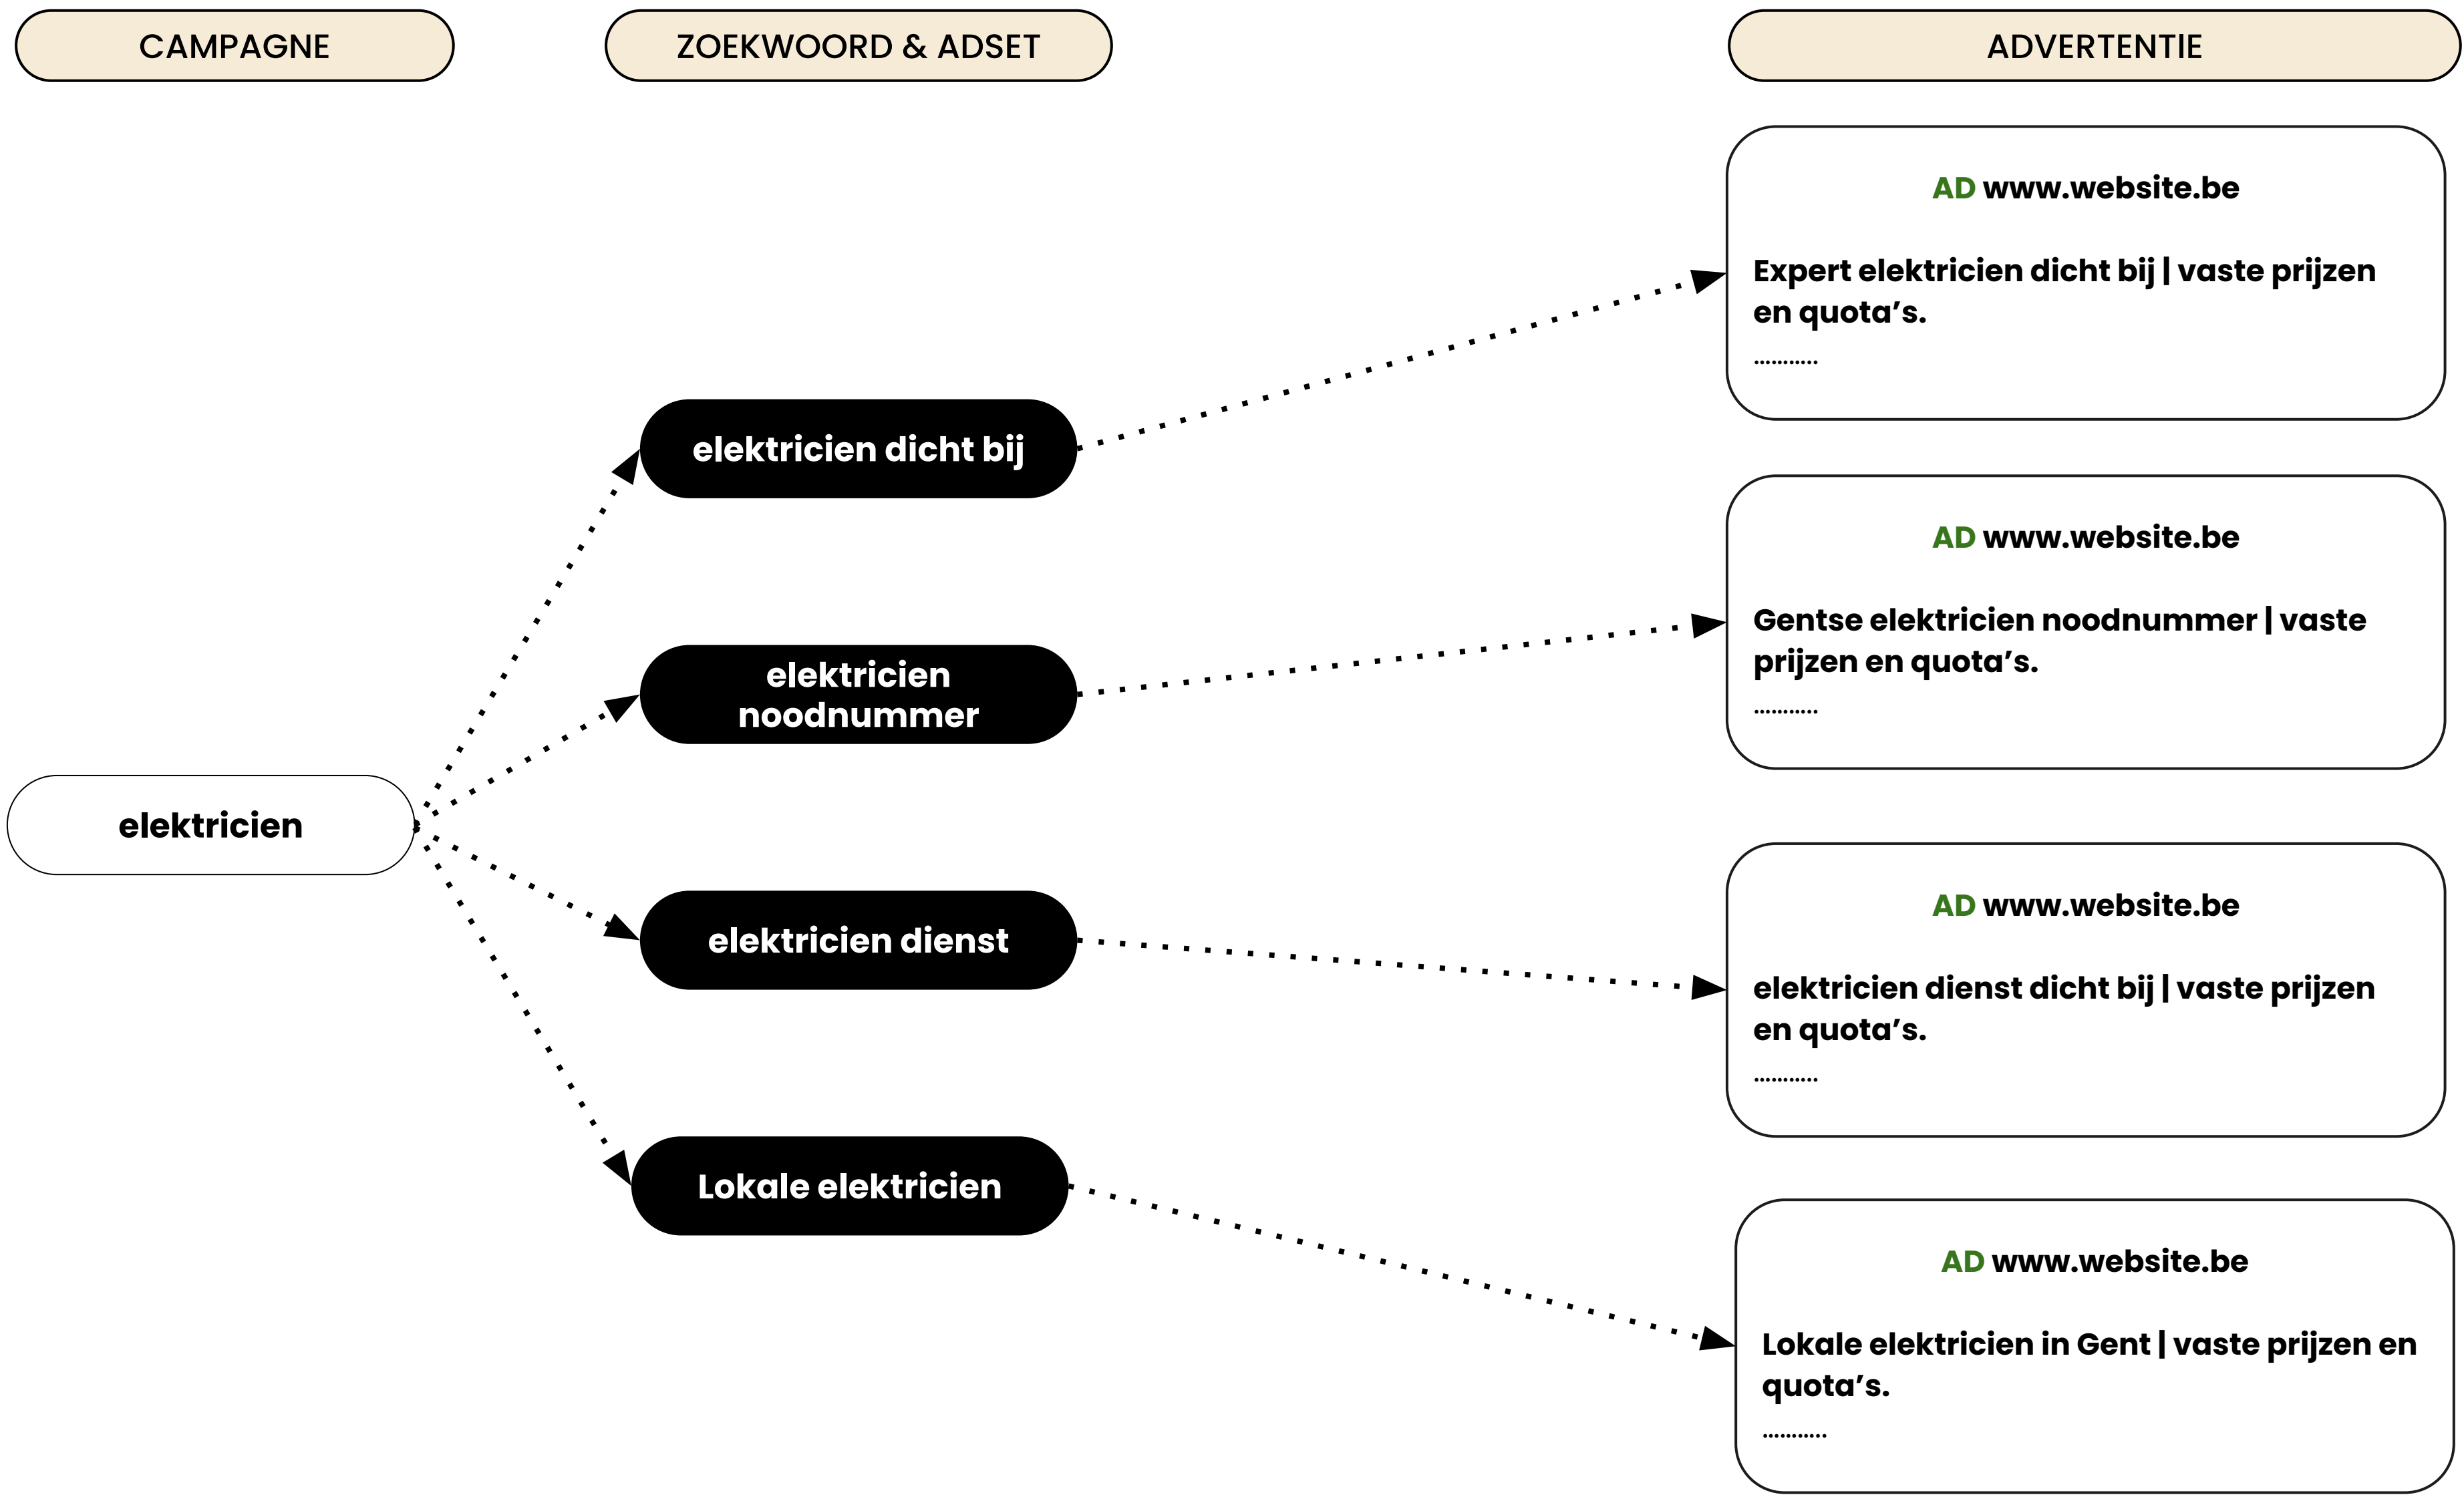 CAMPAGNE
ZOEKWOORD & ADSET
ADVERTENTIE
elektricien
elektricien dicht bij
elektricien
noodnummer
elektricien dienst
Lokale elektricien
AD www.website.be
Expert elektricien dicht bij | vaste prijzen
en quota’s.
...........
AD www.website.be
Gentse elektricien noodnummer | vaste
prijzen en quota’s.
...........
AD www.website.be
elektricien dienst dicht bij | vaste prijzen
en quota’s.
...........
AD www.website.be
Lokale elektricien in Gent | vaste prijzen en
quota’s.
...........